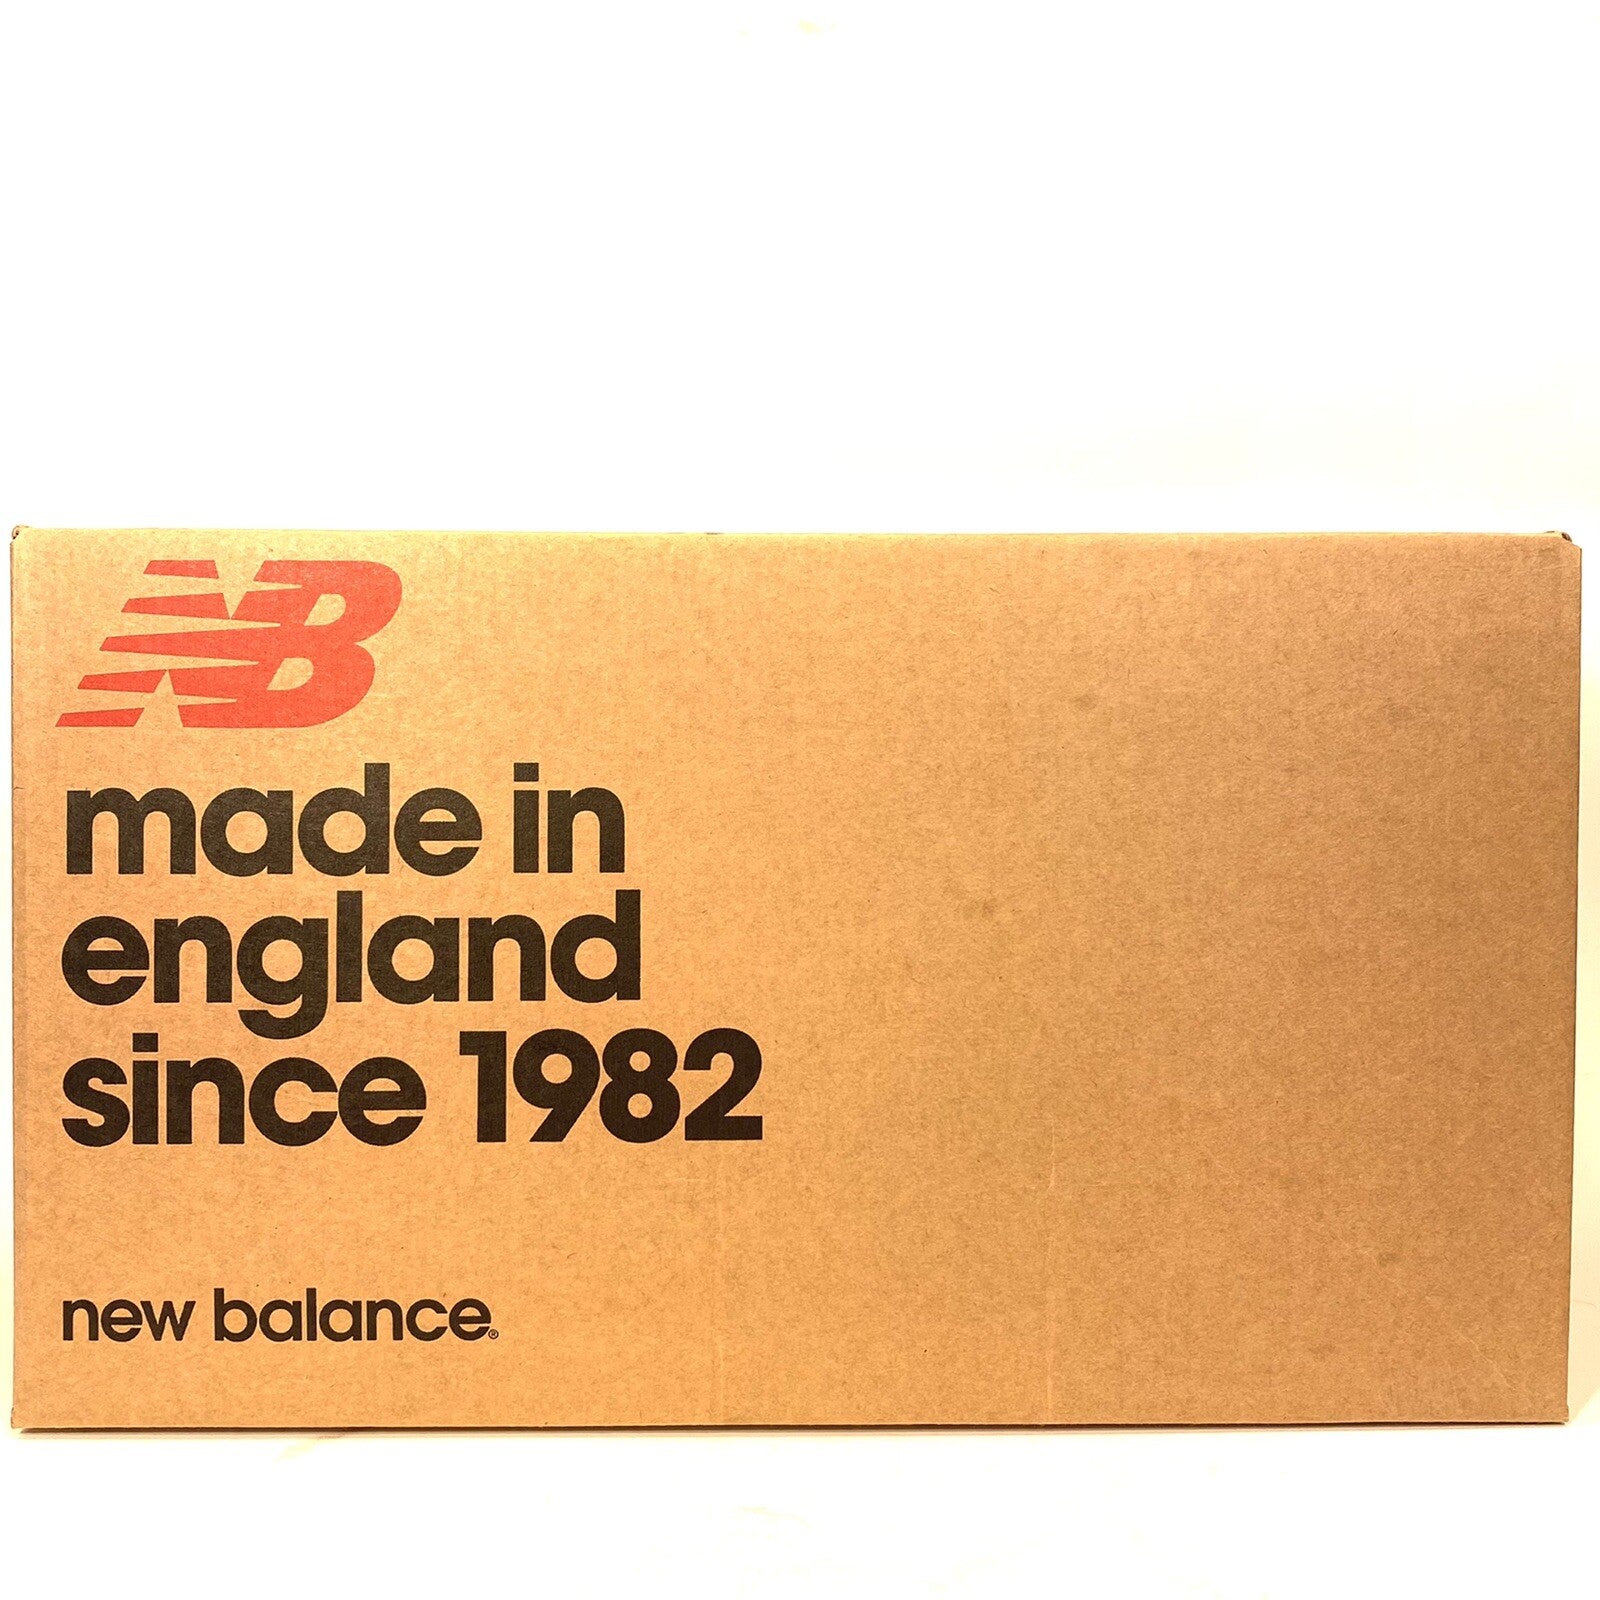 NB
made in
england
since 1982
new balance®